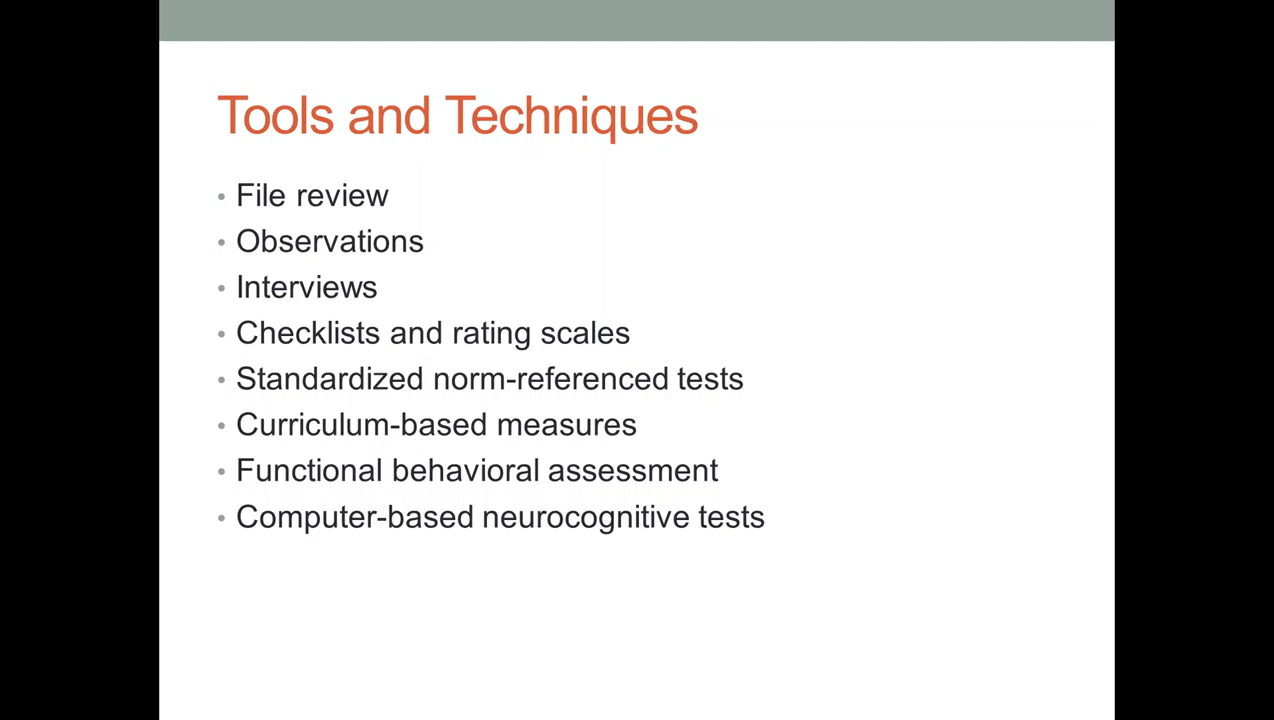 Tools and Techniques
• File review
• Observations
• Interviews
• Checklists and rating scales
• Standardized norm-referenced tests
• Curriculum-based measures
• Functional behavioral assessment
• Computer-based neurocognitive tests